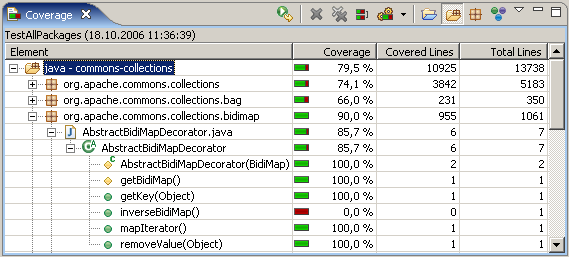 Coverage
TestAllPackages (18.10.2006 11:36:39)
Element Coverage Covered Lines Total Lines
java - commons-collections 79,5 % 10925 13738
org.apache.commons.collections 74,1 % 3842 5183
org.apache.commons.collections.bag 66,0 % 231 350
org.apache.commons.collections.bidimap 90,0 % 955 1061
AbstractBidiMapDecorator.java 85,7 % 6 7
AbstractBidiMapDecorator 85,7 % 6 7
AbstractBidiMapDecorator(BidiMap) 100,0 % 2 2
getBidiMap() 100,0 % 1 1
getKey(Object) 100,0 % 1 1
inverseBidiMap() 0,0 % 0 1
mapIterator() 100,0 % 1 1
removeValue(Object) 100,0 % 1 1